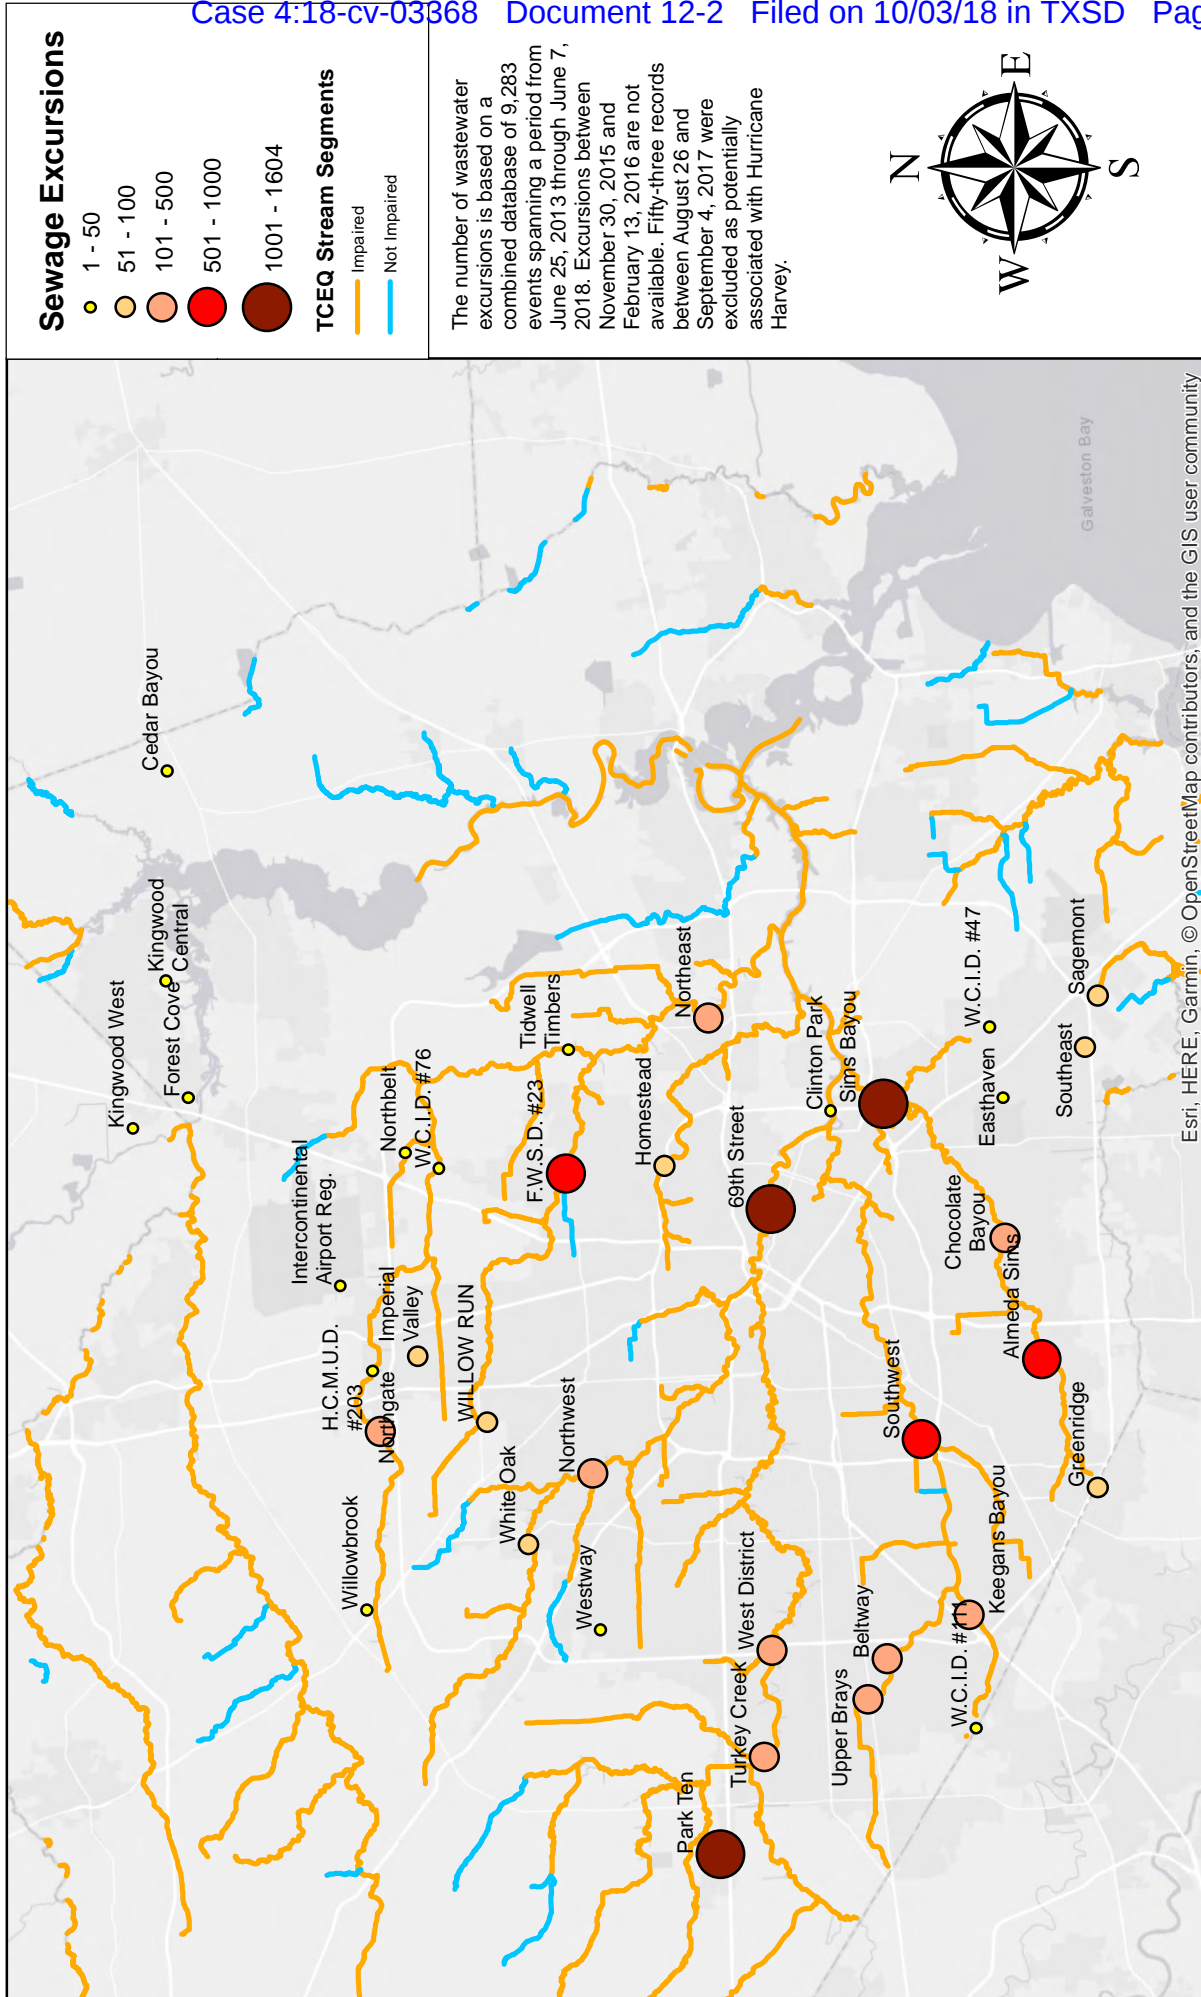 Case 4:18-cv-03368 Document 12-2 Filed on 10/03/18 in TXSD Pag
Sewage Excursions
1 - 50
51 - 100
101 - 500
501 - 1000
1001 - 1604
TCEQ Stream Segments
Impaired
Not Impaired
The number of wastewater
excursions is based on a
combined database of 9,283
events spanning a period from
June 25, 2013 through June 7,
2018. Excursions between
November 30, 2015 and
February 13, 2016 are not
available. Fifty-three records
between August 26 and
September 4, 2017 were
excluded as potentially
associated with Hurricane
Harvey.
N
E
S
W
Kingwood West
Kingwood
Central
Forest Cove
Cedar Bayou
Intercontinental
Airport Reg.
H.C.M.U.D.
#203
Northgate
Imperial
Valley
Northbelt
W.C.I.D. #76
Willowbrook
WILLOW RUN
White Oak
Northwest
Westway
F.W.S.D. #23
Tidwell
Timbers
Homestead
Northeast
69th Street
Clinton Park
Sims Bayou
Park Ten
Turkey Creek
West District
Upper Brays
Beltway
W.C.I.D. #111
Keegans Bayou
Southwest
Greenridge
Almeda Sims
Chocolate
Bayou
Easthaven
W.C.I.D. #47
Southeast
Sagemont
Galveston Bay
Esri, HERE, Garmin, © OpenStreetMap contributors, and the GIS user community